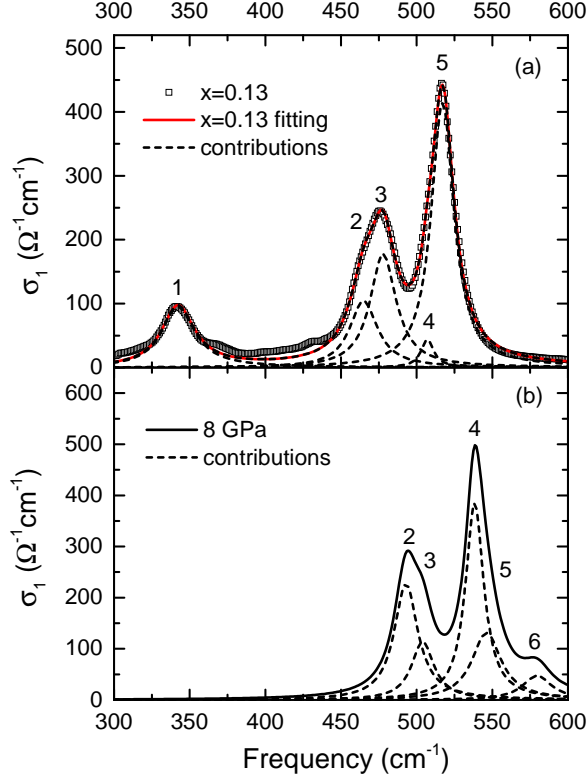 300 350 400 450 500 550 600
500
400
300
200
100
0
σ₁ (Ω⁻¹cm⁻¹)
(a)
x=0.13
x=0.13 fitting
contributions
1
2
3
4
5
600
500
400
300
200
100
0
σ₁ (Ω⁻¹cm⁻¹)
(b)
8 GPa
contributions
2
3
4
5
6
300 350 400 450 500 550 600
Frequency (cm⁻¹)